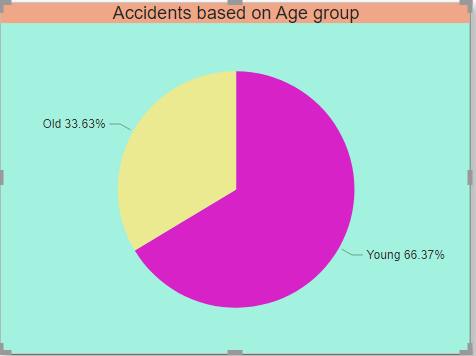 Accidents based on Age group
Old 33.63%
Young 66.37%